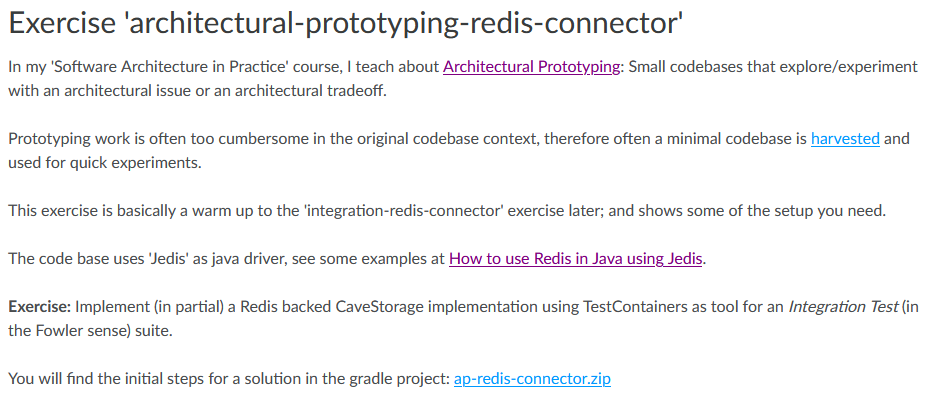 Exercise 'architectural-prototyping-redis-connector'
In my 'Software Architecture in Practice' course, I teach about Architectural Prototyping: Small codebases that explore/experiment
with an architectural issue or an architectural tradeoff.
Prototyping work is often too cumbersome in the original codebase context, therefore often a minimal codebase is harvested and
used for quick experiments.
This exercise is basically a warm up to the 'integration-redis-connector' exercise later; and shows some of the setup you need.
The code base uses 'Jedis' as java driver, see some examples at How to use Redis in Java using Jedis.
Exercise: Implement (in partial) a Redis backed CaveStorage implementation using TestContainers as tool for an Integration Test (in
the Fowler sense) suite.
You will find the initial steps for a solution in the gradle project: ap-redis-connector.zip